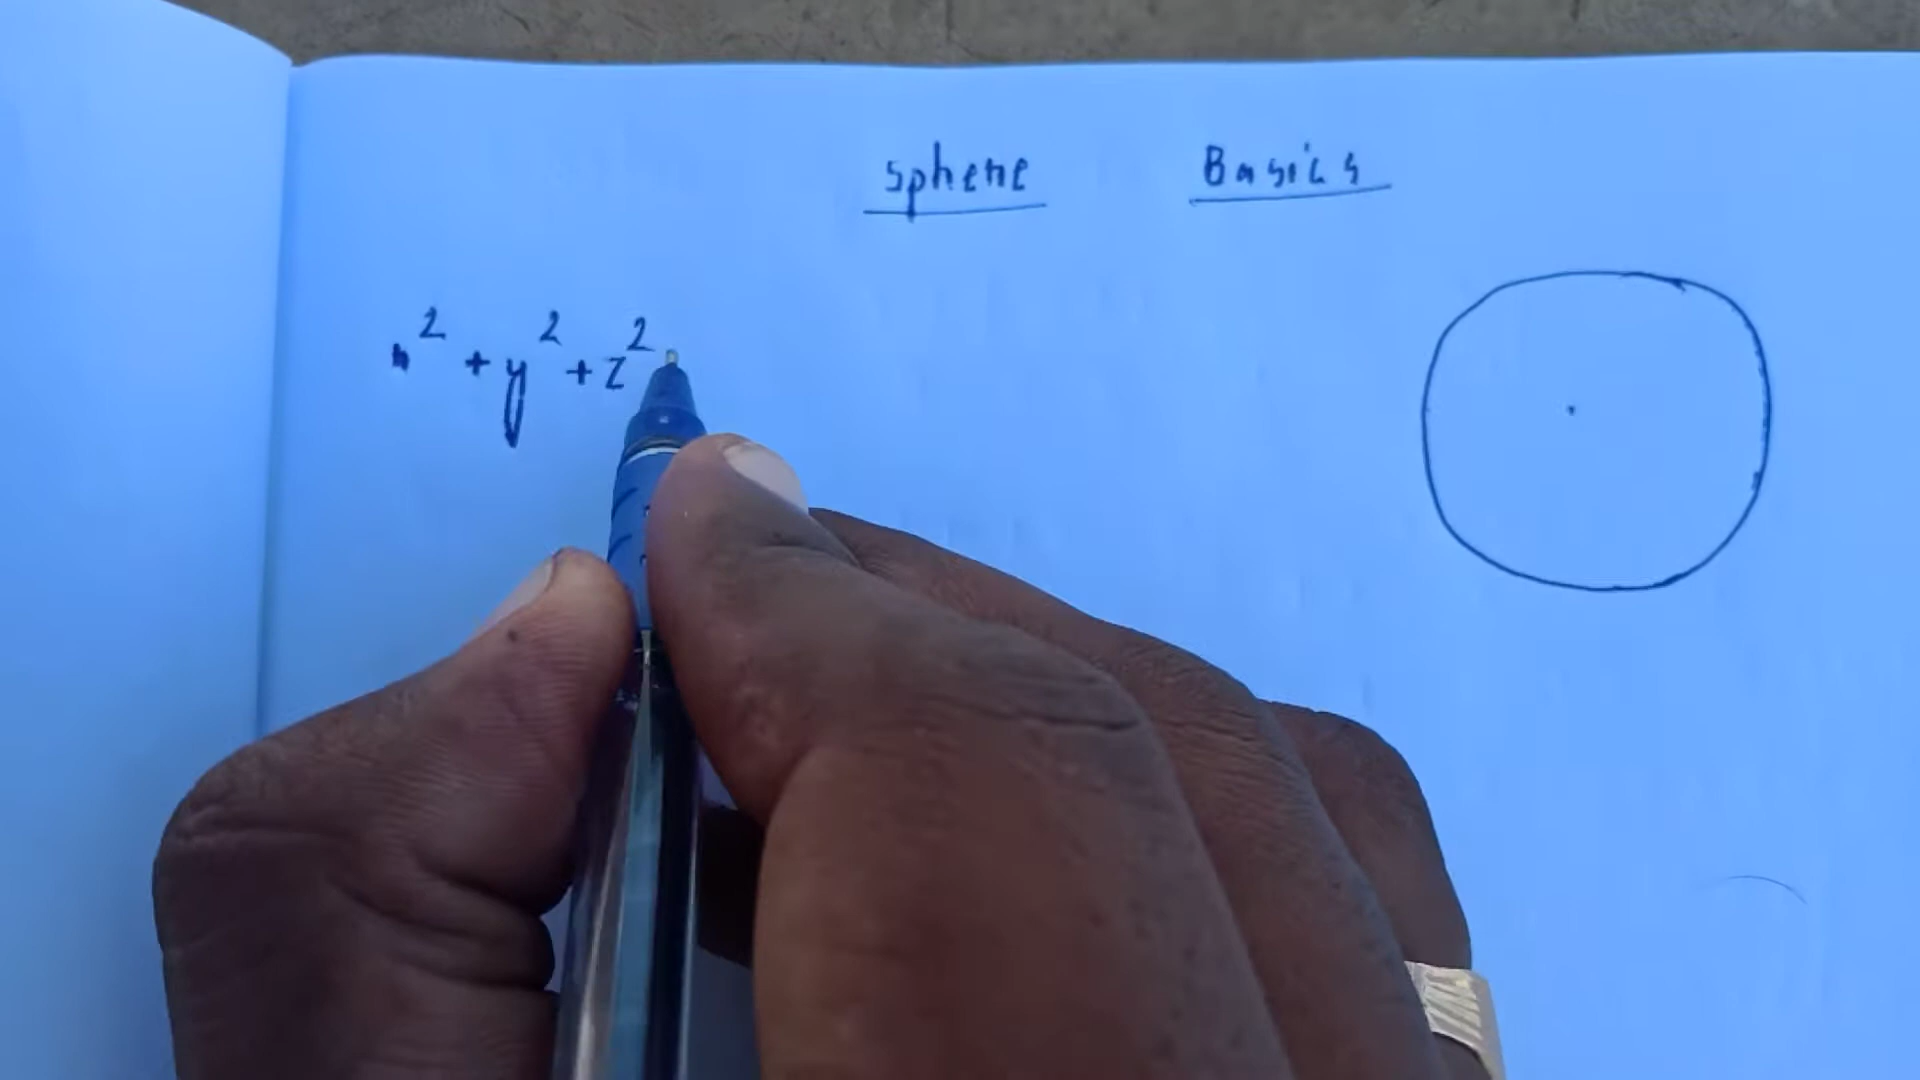 Sphere Basics
x² + y² + z²